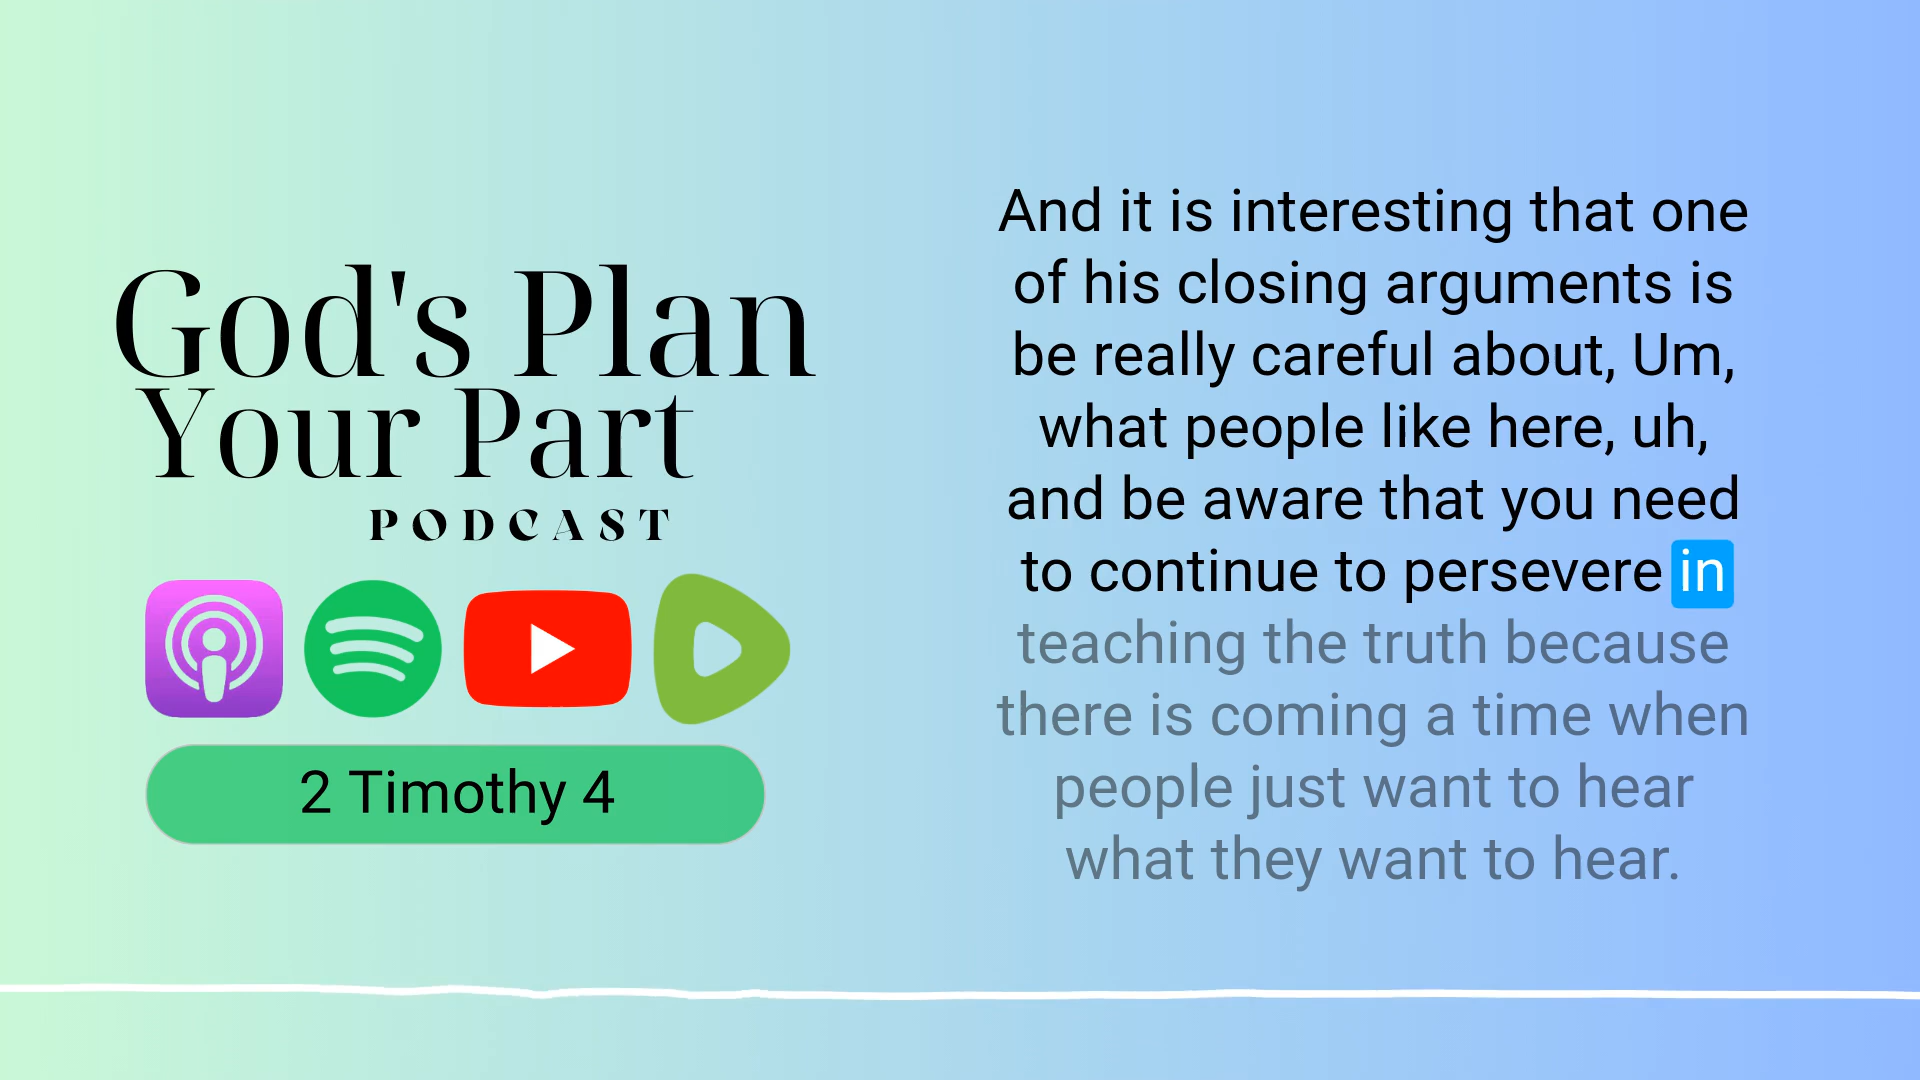 God's Plan
Your Part
PODCAST
2 Timothy 4
And it is interesting that one
of his closing arguments is
be really careful about, Um,
what people like here, uh,
and be aware that you need
to continue to persevere in
teaching the truth because
there is coming a time when
people just want to hear
what they want to hear.